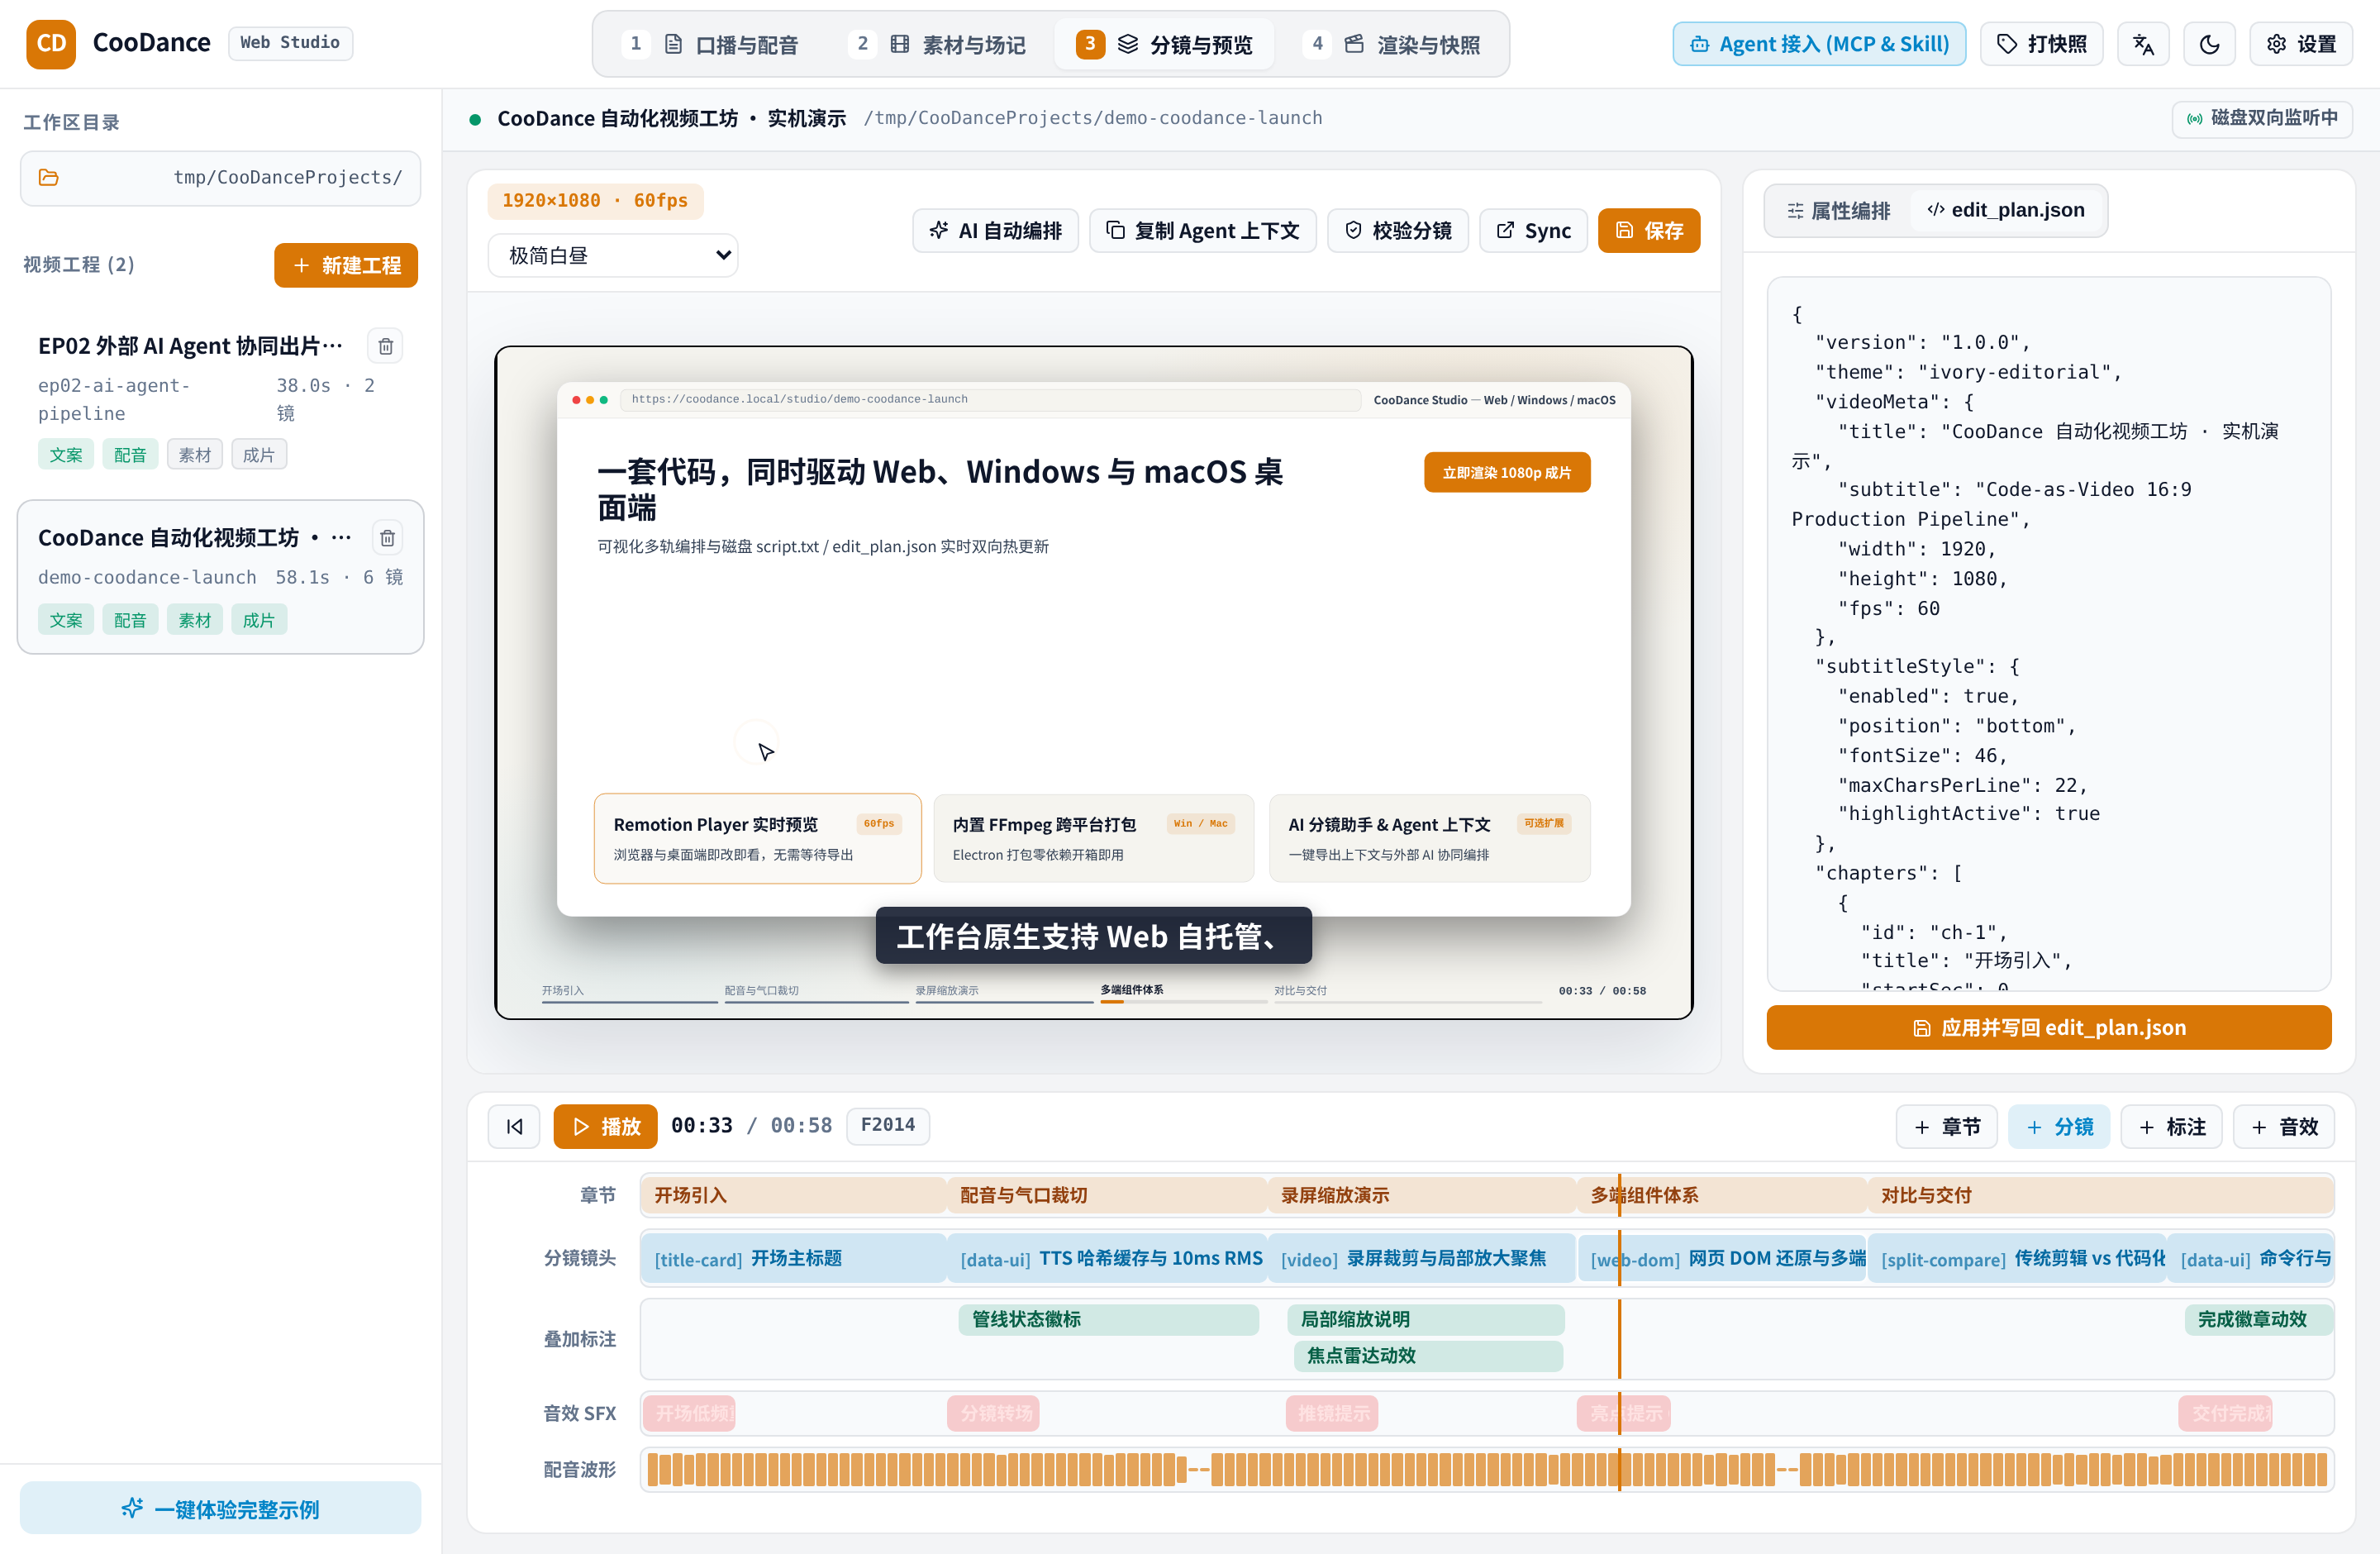 CD CooDance Web Studio
1 口播与配音 2 素材与场记 3 分镜与预览 4 渲染与快照
Agent 接入 (MCP & Skill) 打快照 设置
工作区目录
tmp/CooDanceProjects/
视频工程 (2) 新建工程
EP02 外部 AI Agent 协同出片…
ep02-ai-agent-pipeline 38.0s · 2 镜
文案 配音 素材 成片
CooDance 自动化视频工坊 · …
demo-coodance-launch 58.1s · 6 镜
文案 配音 素材 成片
一键体验完整示例
CooDance 自动化视频工坊 · 实机演示 /tmp/CooDanceProjects/demo-coodance-launch
磁盘双向监听中
1920×1080 · 60fps
极简白昼
AI 自动编排 复制 Agent 上下文 校验分镜 Sync 保存
https://coodance.local/studio/demo-coodance-launch
CooDance Studio — Web / Windows / macOS
一套代码，同时驱动 Web、Windows 与 macOS 桌
面端
立即渲染 1080p 成片
可视化多轨编排与磁盘 script.txt / edit_plan.json 实时双向热更新
Remotion Player 实时预览 60fps
浏览器与桌面端即改即看，无需等待导出
内置 FFmpeg 跨平台打包 Win / Mac
Electron 打包零依赖开箱即用
AI 分镜助手 & Agent 上下文 可选扩展
一键导出上下文与外部 AI 协同编排
工作台原生支持 Web 自托管、
开场引入 配音与气口裁切 录屏缩放演示 多端组件体系 对比与交付 00:33 / 00:58
属性编排 edit_plan.json
{
"version": "1.0.0",
"theme": "ivory-editorial",
"videoMeta": {
"title": "CooDance 自动化视频工坊 · 实机演
示",
"subtitle": "Code-as-Video 16:9
Production Pipeline",
"width": 1920,
"height": 1080,
"fps": 60
},
"subtitleStyle": {
"enabled": true,
"position": "bottom",
"fontSize": 46,
"maxCharsPerLine": 22,
"highlightActive": true
},
"chapters": [
{
"id": "ch-1",
"title": "开场引入",
"startSec": 0
应用并写回 edit_plan.json
播放 00:33 / 00:58 F2014
+ 章节 + 分镜 + 标注 + 音效
章节 开场引入 配音与气口裁切 录屏缩放演示 多端组件体系 对比与交付
分镜镜头 [title-card] 开场主标题 [data-ui] TTS 哈希缓存与 10ms RMS [video] 录屏裁剪与局部放大聚焦 [web-dom] 网页 DOM 还原与多端 [split-compare] 传统剪辑 vs 代码化 [data-ui] 命令行与
叠加标注 管线状态徽标 局部缩放说明 完成徽章动效
焦点雷达动效
音效 SFX 开场低频 分镜转场 推镜提示 亮点提示 交付完成
配音波形